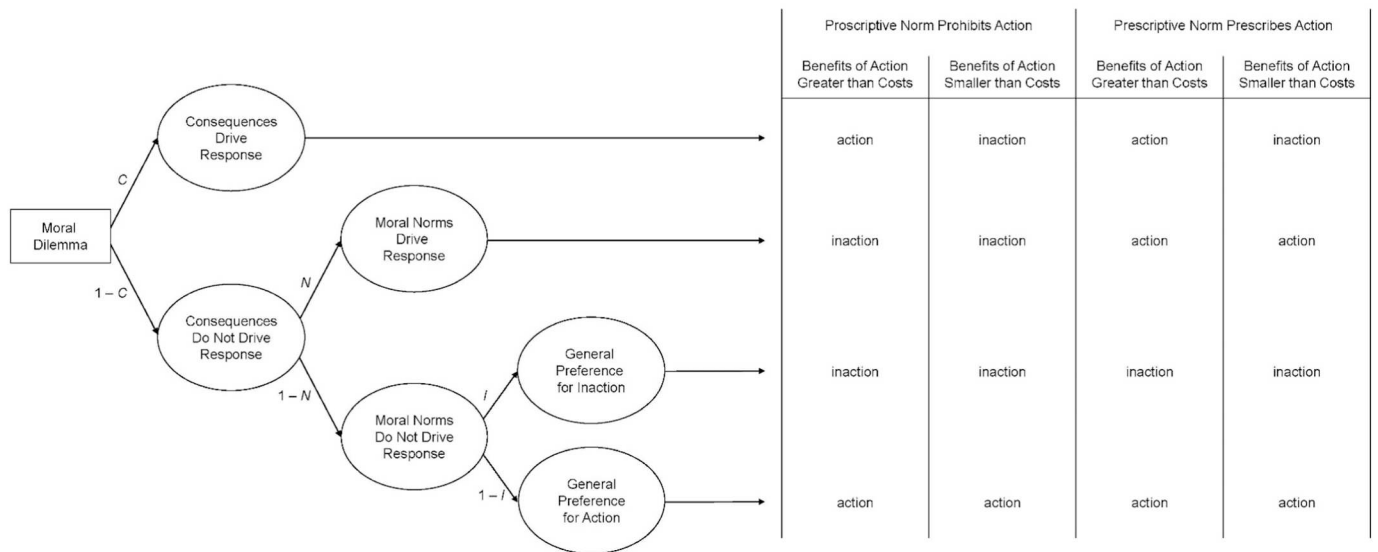 Proscriptive Norm Prohibits Action
Prescriptive Norm Prescribes Action
Benefits of Action
Greater than Costs
Benefits of Action
Smaller than Costs
Benefits of Action
Greater than Costs
Benefits of Action
Smaller than Costs
Moral
Dilemma
C
1 – C
Consequences
Drive
Response
action
inaction
action
inaction
Consequences
Do Not Drive
Response
N
1 – N
Moral Norms
Drive
Response
inaction
inaction
action
action
Moral Norms
Do Not Drive
Response
I
1 – I
General
Preference
for Inaction
inaction
inaction
inaction
inaction
General
Preference
for Action
action
action
action
action